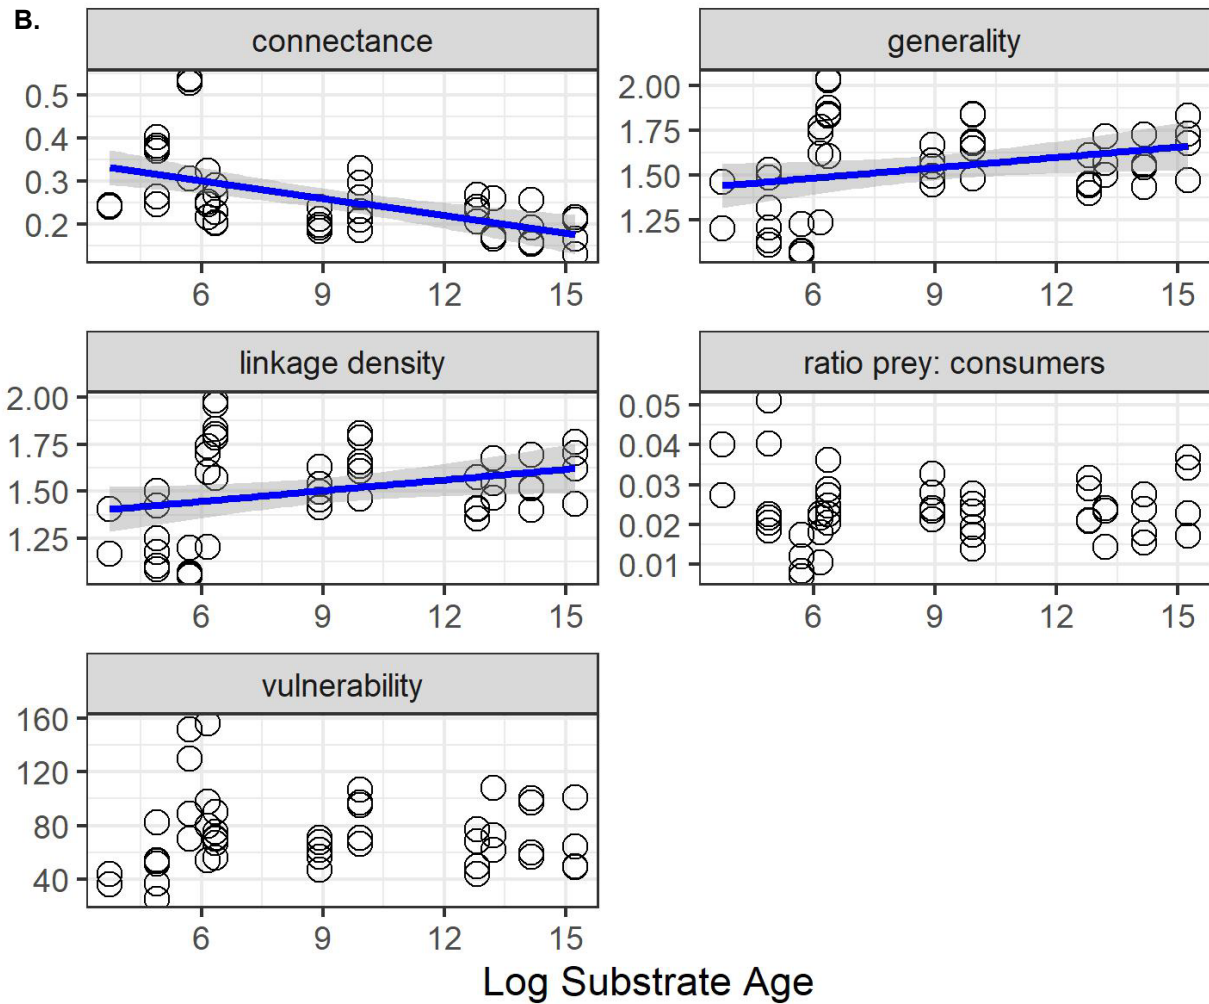 B.
connectance
0.5
0.4
0.3
0.2
6 9 12 15
generality
2.00
1.75
1.50
1.25
6 9 12 15
linkage density
2.00
1.75
1.50
1.25
6 9 12 15
ratio prey: consumers
0.05
0.04
0.03
0.02
0.01
6 9 12 15
vulnerability
160
120
80
40
6 9 12 15
Log Substrate Age